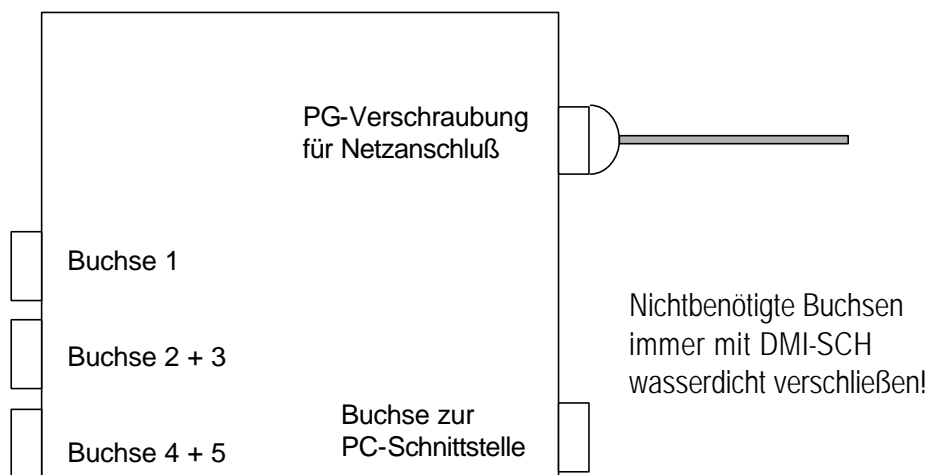 PG-Verschraubung
für Netzanschluß
Buchse 1
Buchse 2 + 3
Buchse 4 + 5
Nichtbenötigte Buchsen
immer mit DMI-SCH
wasserdicht verschließen!
Buchse zur
PC-Schnittstelle